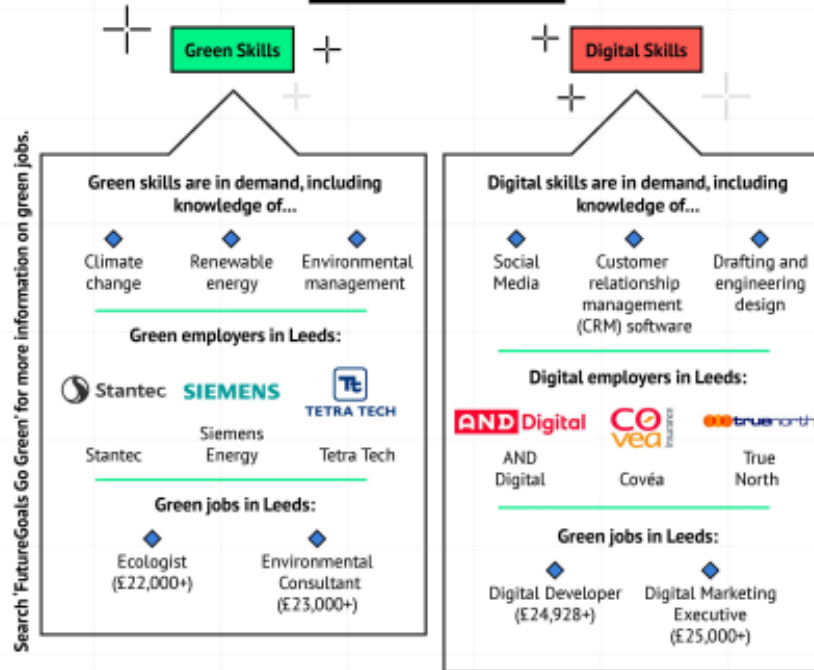 Green Skills
Digital Skills
Search 'FutureGoals Go Green' for more information on green jobs.
Green skills are in demand, including
knowledge of...
Climate
change
Renewable
energy
Environmental
management
Green employers in Leeds:
Stantec
SIEMENS
Tt
TETRA TECH
Stantec
Siemens
Energy
Tetra Tech
Green jobs in Leeds:
Ecologist
(£22,000+)
Environmental
Consultant
(£23,000+)
Digital skills are in demand, including
knowledge of...
Social
Media
Customer
relationship
management
(CRM) software
Drafting and
engineering
design
Digital employers in Leeds:
AND Digital
COvea
insurance
truenorth
AND
Digital
Covéa
True
North
Green jobs in Leeds:
Digital Developer
(£24,928+)
Digital Marketing
Executive
(£25,000+)